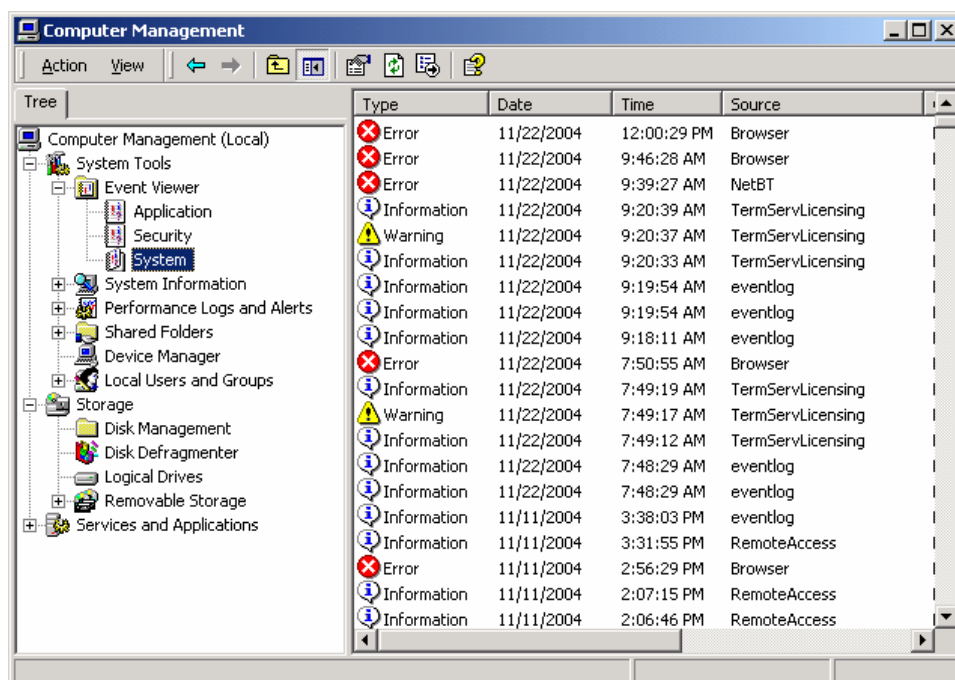 Computer Management
Action View
Tree
Computer Management (Local)
System Tools
Event Viewer
Application
Security
System
System Information
Performance Logs and Alerts
Shared Folders
Device Manager
Local Users and Groups
Storage
Disk Management
Disk Defragmenter
Logical Drives
Removable Storage
Services and Applications
Type Date Time Source
Error 11/22/2004 12:00:29 PM Browser
Error 11/22/2004 9:46:28 AM Browser
Error 11/22/2004 9:39:27 AM NetBT
Information 11/22/2004 9:20:39 AM TermServLicensing
Warning 11/22/2004 9:20:37 AM TermServLicensing
Information 11/22/2004 9:20:33 AM TermServLicensing
Information 11/22/2004 9:19:54 AM eventlog
Information 11/22/2004 9:19:54 AM eventlog
Information 11/22/2004 9:18:11 AM eventlog
Error 11/22/2004 7:50:55 AM Browser
Information 11/22/2004 7:49:19 AM TermServLicensing
Warning 11/22/2004 7:49:17 AM TermServLicensing
Information 11/22/2004 7:49:12 AM TermServLicensing
Information 11/22/2004 7:48:29 AM eventlog
Information 11/22/2004 7:48:29 AM eventlog
Information 11/11/2004 3:38:03 PM eventlog
Information 11/11/2004 3:31:55 PM RemoteAccess
Error 11/11/2004 2:56:29 PM Browser
Information 11/11/2004 2:07:15 PM RemoteAccess
Information 11/11/2004 2:06:46 PM RemoteAccess